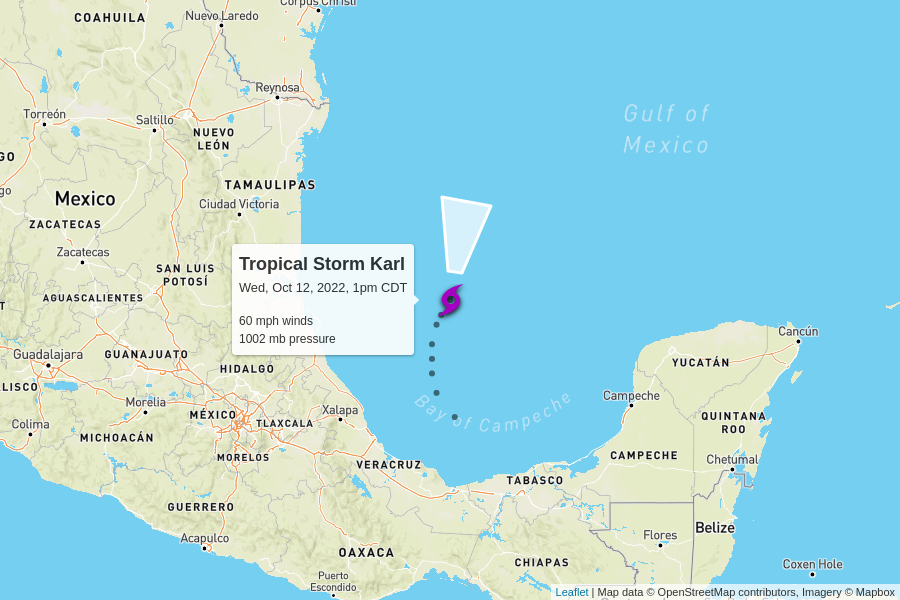 Corpus Christi
COAHUILA
Nuevo Laredo
Reynosa
Torreón
Saltillo
Gulf of
Mexico
NUEVO
LEÓN
GO
go
Mexico
TAMAULIPAS
Ciudad Victoria
ZACATECAS
Zacatecas
SAN LUIS
POTOSÍ
Tropical Storm Karl
Wed, Oct 12, 2022, 1pm CDT
60 mph winds
1002 mb pressure
AGUASCALIENTES
T
Guadalajara
GUANAJUATO
HIDALGO
LISCO
Morelia
MÉXICO
Xalapa
Colima
TLAXCALA
MICHOACÁN
MORELOS
VERACRUZ
Bay of Campeche
Cancún
YUCATÁN
Campeche
QUINTANA
ROO
CAMPECHE
Chetumal
TABASCO
GUERRERO
Acapulco
OAXACA
Belize
Flores
CHIAPAS
Puerto
Escondido
Coxen Hole
Leaflet | Map data © OpenStreetMap contributors, Imagery © Mapbox